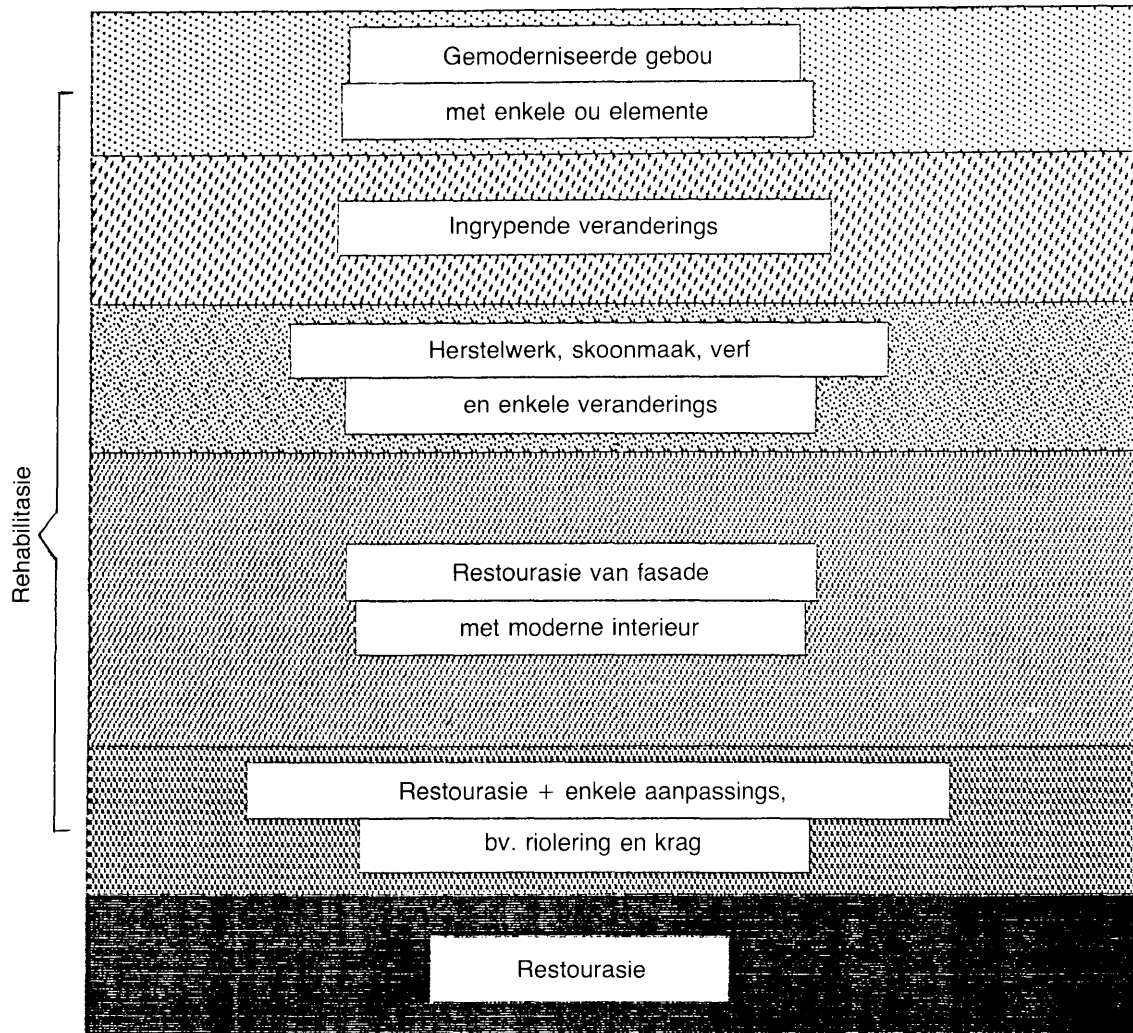 Gemoderniseerde gebou
met enkele ou elemente
Ingrypende veranderings
Herstelwerk, skoonmaak, verf
en enkele veranderings
Rehabilitasie
Restourasie van fasade
met moderne interieur
Restourasie + enkele aanpassings,
bv. riolering en krag
Restourasie